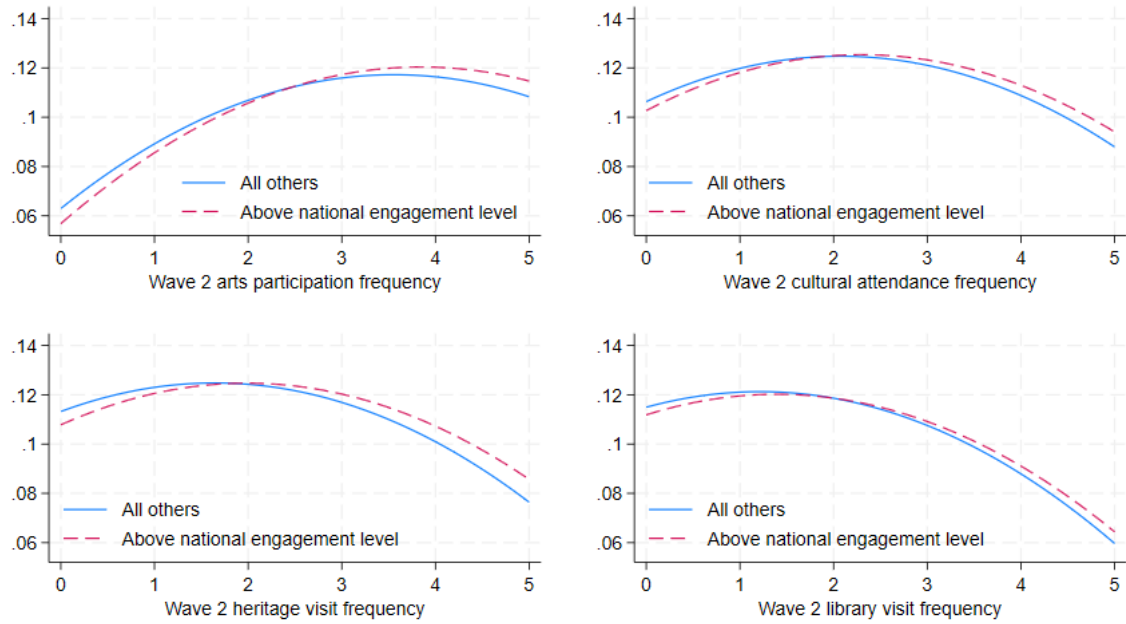 .14
.12
.1
.08
.06
All others
Above national engagement level
0 1 2 3 4 5
Wave 2 arts participation frequency
.14
.12
.1
.08
.06
All others
Above national engagement level
0 1 2 3 4 5
Wave 2 cultural attendance frequency
.14
.12
.1
.08
.06
All others
Above national engagement level
0 1 2 3 4 5
Wave 2 heritage visit frequency
.14
.12
.1
.08
.06
All others
Above national engagement level
0 1 2 3 4 5
Wave 2 library visit frequency